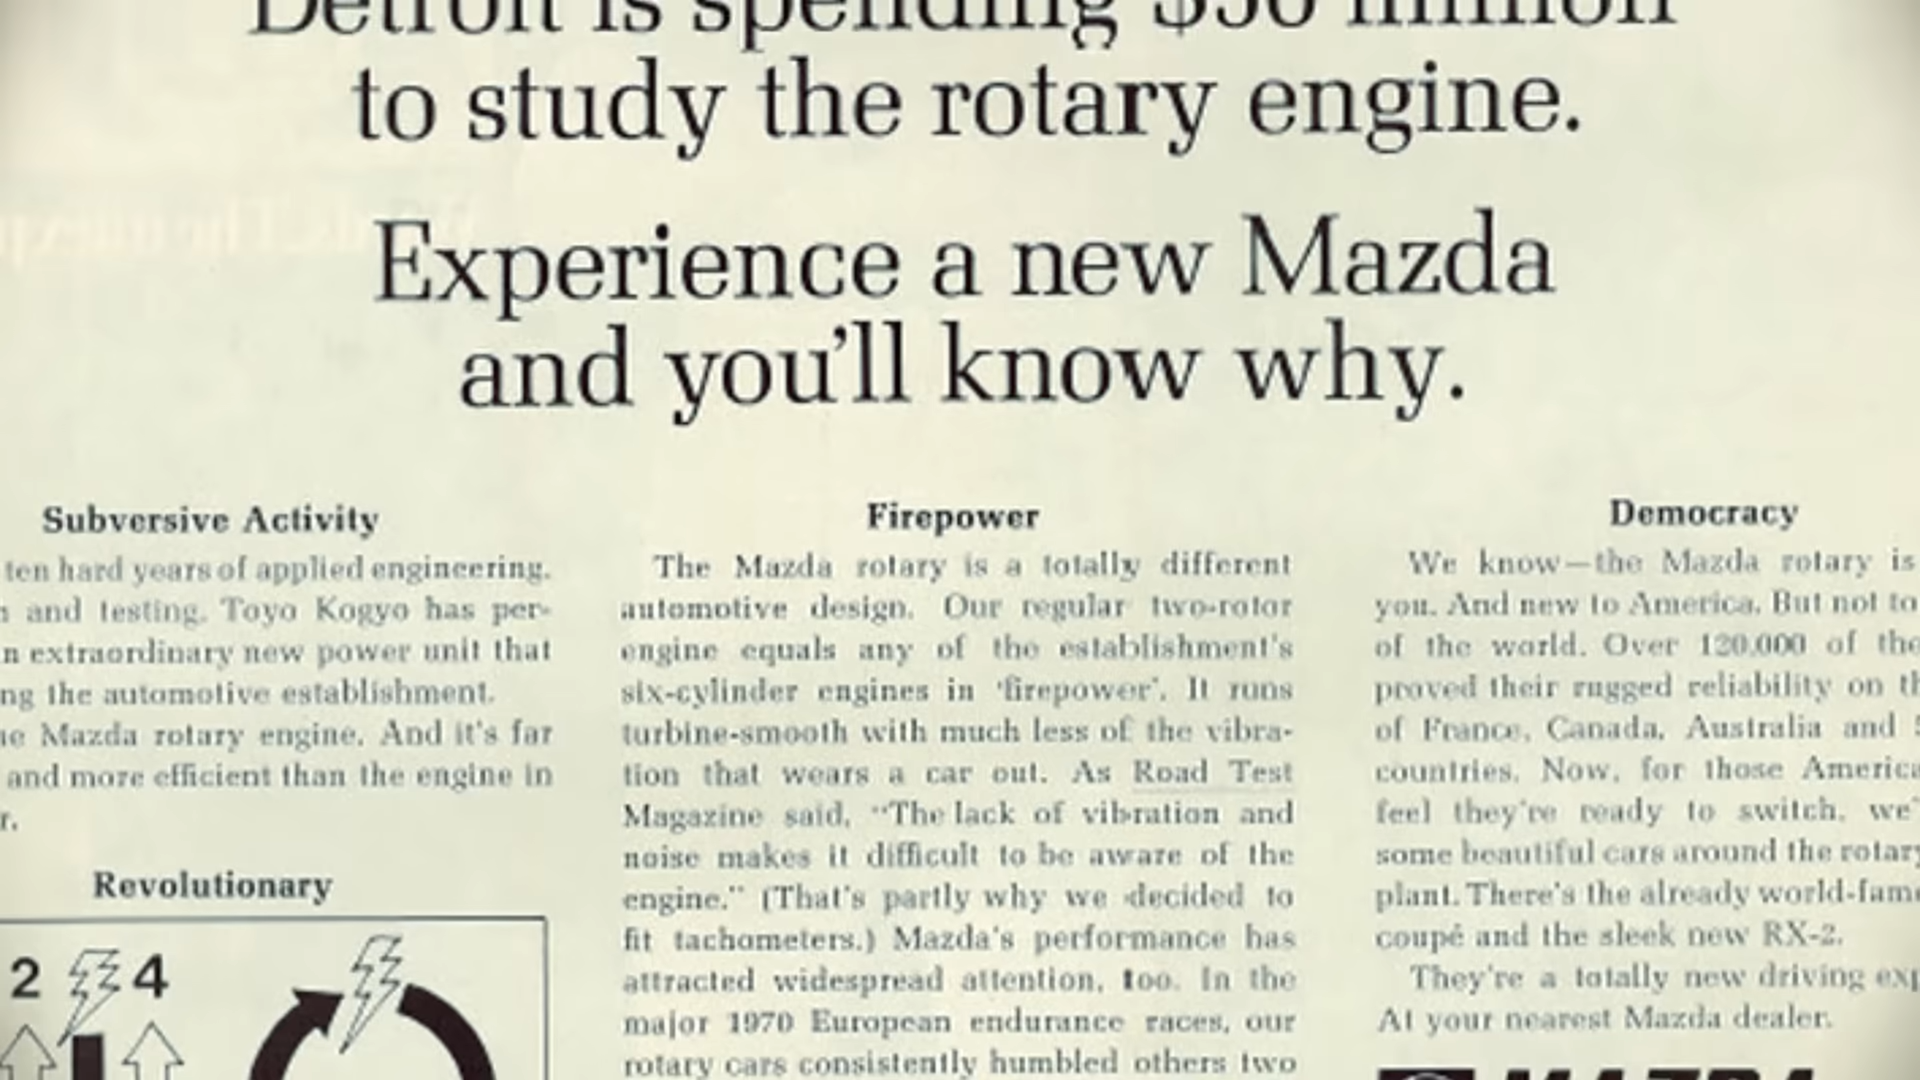 Detroit is spending $50 million
to study the rotary engine.
Experience a new Mazda
and you'll know why.
Subversive Activity
ten hard years of applied engineering,
and testing, Toyo Kogyo has per-
extraordinary new power unit that
the automotive establishment.
Mazda rotary engine. And it's far
and more efficient than the engine in
Revolutionary
2 4
Firepower
The Mazda rotary is a totally different
automotive design. Our regular two-rotor
engine equals any of the establishment's
six-cylinder engines in 'firepower'. It runs
turbine-smooth with much less of the vibra-
tion that wears a car out. As Road Test
Magazine said, "The lack of vibration and
noise makes it difficult to be aware of the
engine." (That's partly why we decided to
fit tachometers.) Mazda's performance has
attracted widespread attention, too. In the
major 1970 European endurance races, our
rotary cars consistently humbled others two
Democracy
We know—the Mazda rotary is
you. And new to America. But not to
of the world. Over 120,000 of
proved their rugged reliability on
of France, Canada, Australia and
countries. Now, for those
feel they're ready to switch,
some beautiful cars around the rotary
plant. There's the already
coupé and the sleek new RX-2.
They're a totally new driving
At your nearest Mazda dealer.
MAZDA